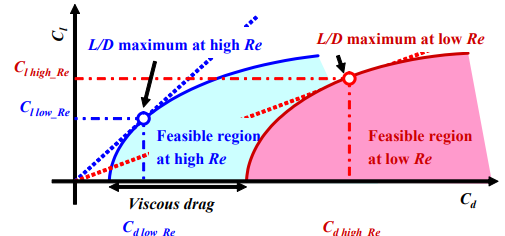 C_l
L/D maximum at high Re
L/D maximum at low Re
C_l high_Re
C_l low_Re
Feasible region
at high Re
Feasible region
at low Re
Viscous drag
C_d
C_d low_Re
C_d high_Re